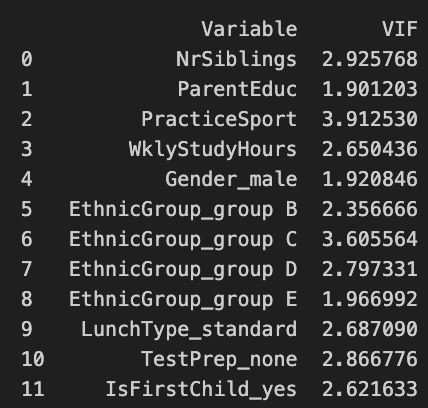 Variable VIF
0 NrSiblings 2.925768
1 ParentEduc 1.901203
2 PracticeSport 3.912530
3 WklyStudyHours 2.650436
4 Gender_male 1.920846
5 EthnicGroup_group B 2.356666
6 EthnicGroup_group C 3.605564
7 EthnicGroup_group D 2.797331
8 EthnicGroup_group E 1.966992
9 LunchType_standard 2.687090
10 TestPrep_none 2.866776
11 IsFirstChild_yes 2.621633